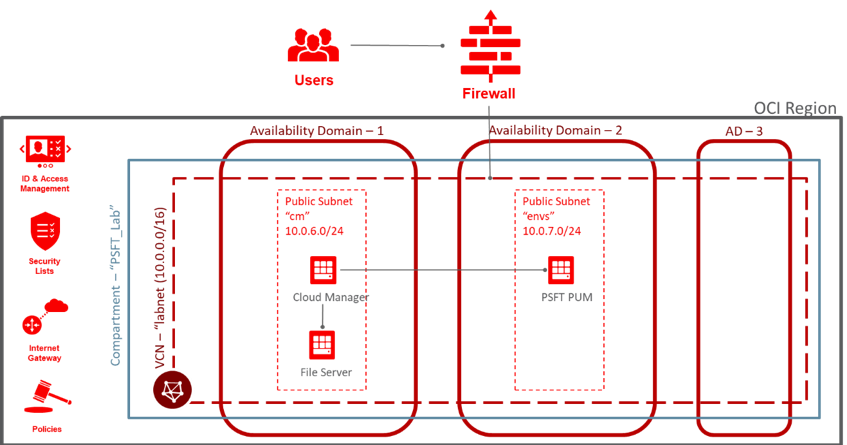 Users
Firewall
OCI Region
Availability Domain – 1
Availability Domain – 2
AD – 3
ID & Access
Management
Security
Lists
Internet
Gateway
Policies
Compartment – “PSFT_Lab”
VCN – “labnet (10.0.0.0/16)
Public Subnet
“cm”
10.0.6.0/24
Cloud Manager
File Server
Public Subnet
“envs”
10.0.7.0/24
PSFT PUM